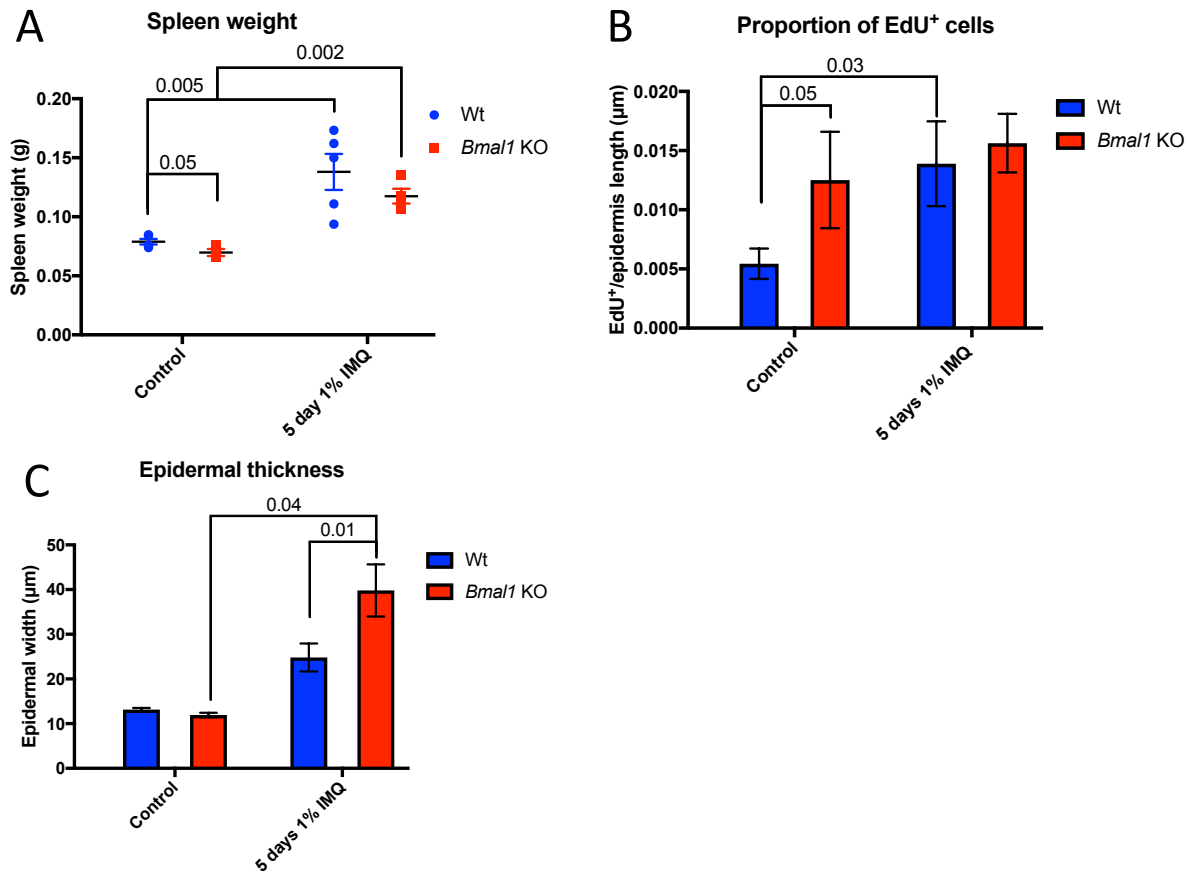 A
Spleen weight
0.002
0.005
0.05
0.20
0.15
0.10
0.05
0.00
Spleen weight (g)
Control
5 day 1% IMQ
Wt
Bmal1 KO
B
Proportion of EdU⁺ cells
0.03
0.05
0.020
0.015
0.010
0.005
0.000
EdU⁺/epidermis length (µm)
Control
5 days 1% IMQ
Wt
Bmal1 KO
C
Epidermal thickness
0.04
0.01
50
40
30
20
10
0
Epidermal width (µm)
Control
5 days 1% IMQ
Wt
Bmal1 KO